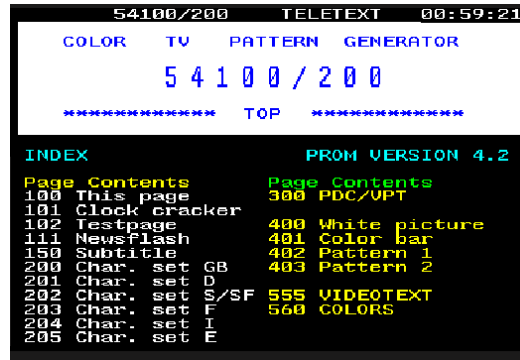 54100/200 TELETEXT 00:59:21
COLOR TV PATTERN GENERATOR
54100/200
************* TOP *************
INDEX PROM VERSION 4.2
Page Contents Page Contents
100 This page 300 PDC/VPT
101 Clock cracker
102 Testpage 400 White picture
111 Newsflash 401 Color bar
150 Subtitle 402 Pattern 1
200 Char. set GB 403 Pattern 2
201 Char. set D
202 Char. set S/SF 555 VIDEOTEXT
203 Char. set F 560 COLORS
204 Char. set I
205 Char. set E